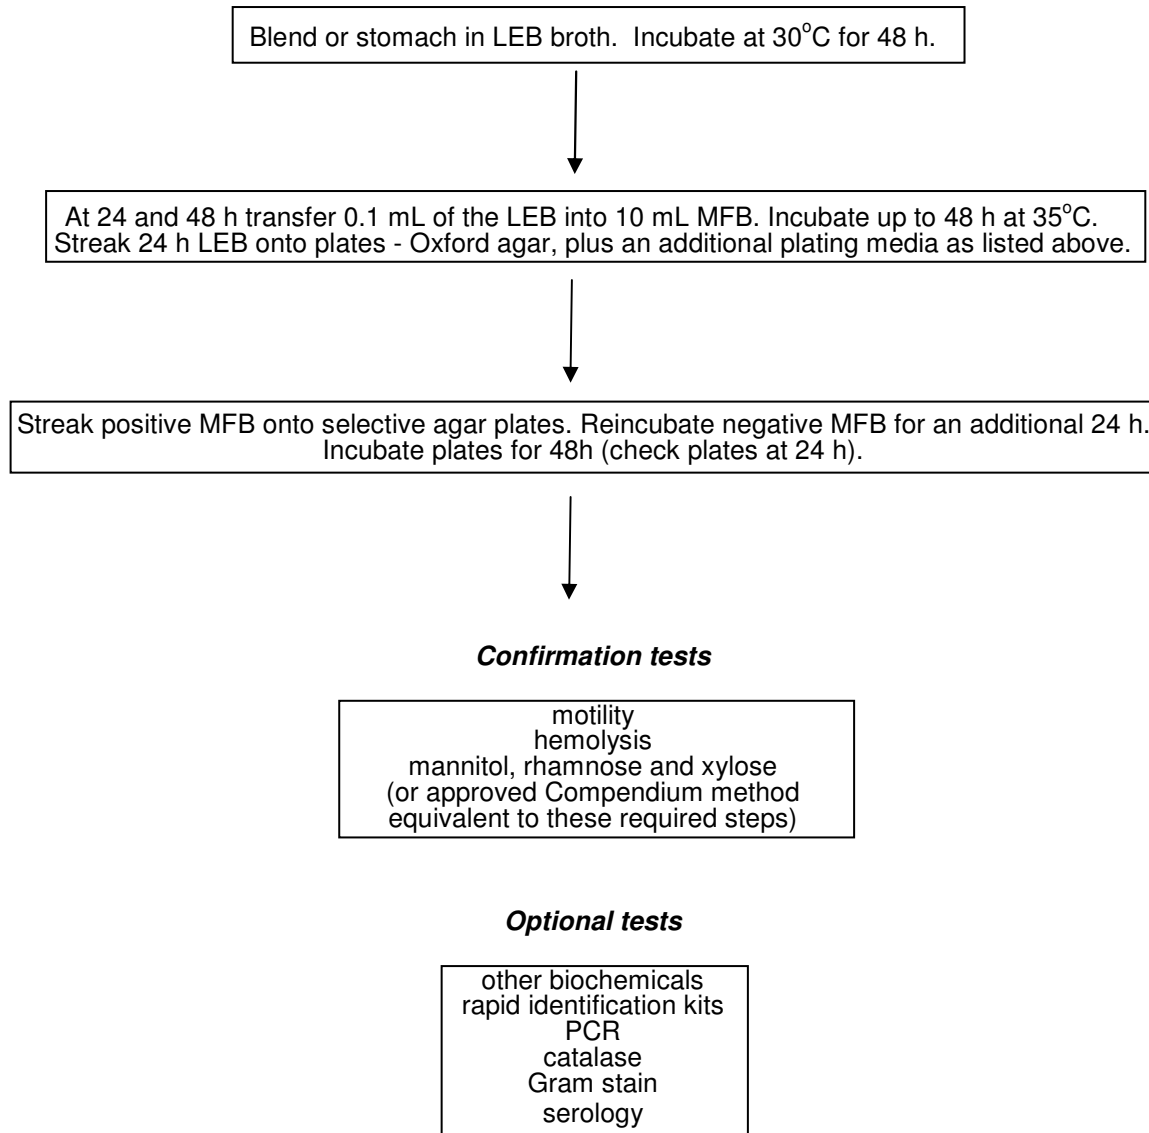 Blend or stomach in LEB broth.  Incubate at 30°C for 48 h.
At 24 and 48 h transfer 0.1 mL of the LEB into 10 mL MFB. Incubate up to 48 h at 35°C.
Streak 24 h LEB onto plates - Oxford agar, plus an additional plating media as listed above.
Streak positive MFB onto selective agar plates. Reincubate negative MFB for an additional 24 h.
Incubate plates for 48h (check plates at 24 h).
Confirmation tests
motility
hemolysis
mannitol, rhamnose and xylose
(or approved Compendium method
equivalent to these required steps)
Optional tests
other biochemicals
rapid identification kits
PCR
catalase
Gram stain
serology